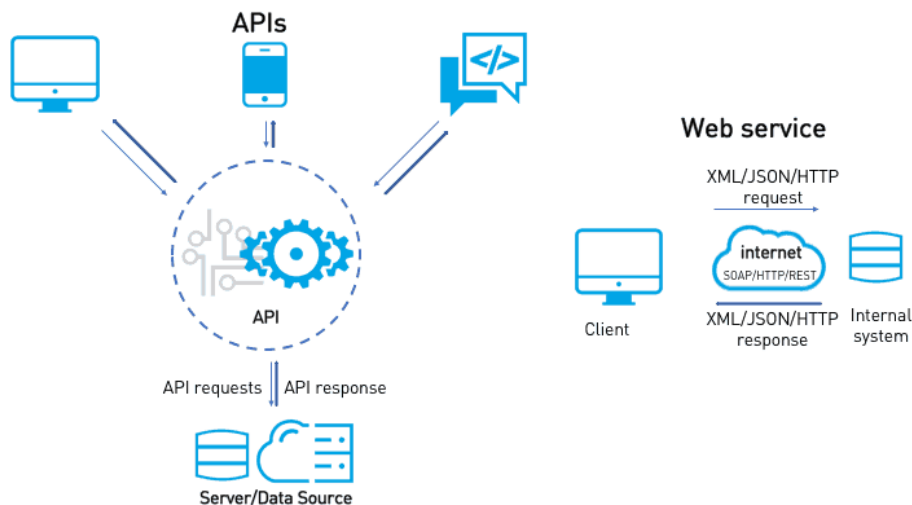 APIs
</>
API
API requests
API response
Server/Data Source
Web service
XML/JSON/HTTP
request
internet
SOAP/HTTP/REST
Client
XML/JSON/HTTP
response
Internal
system